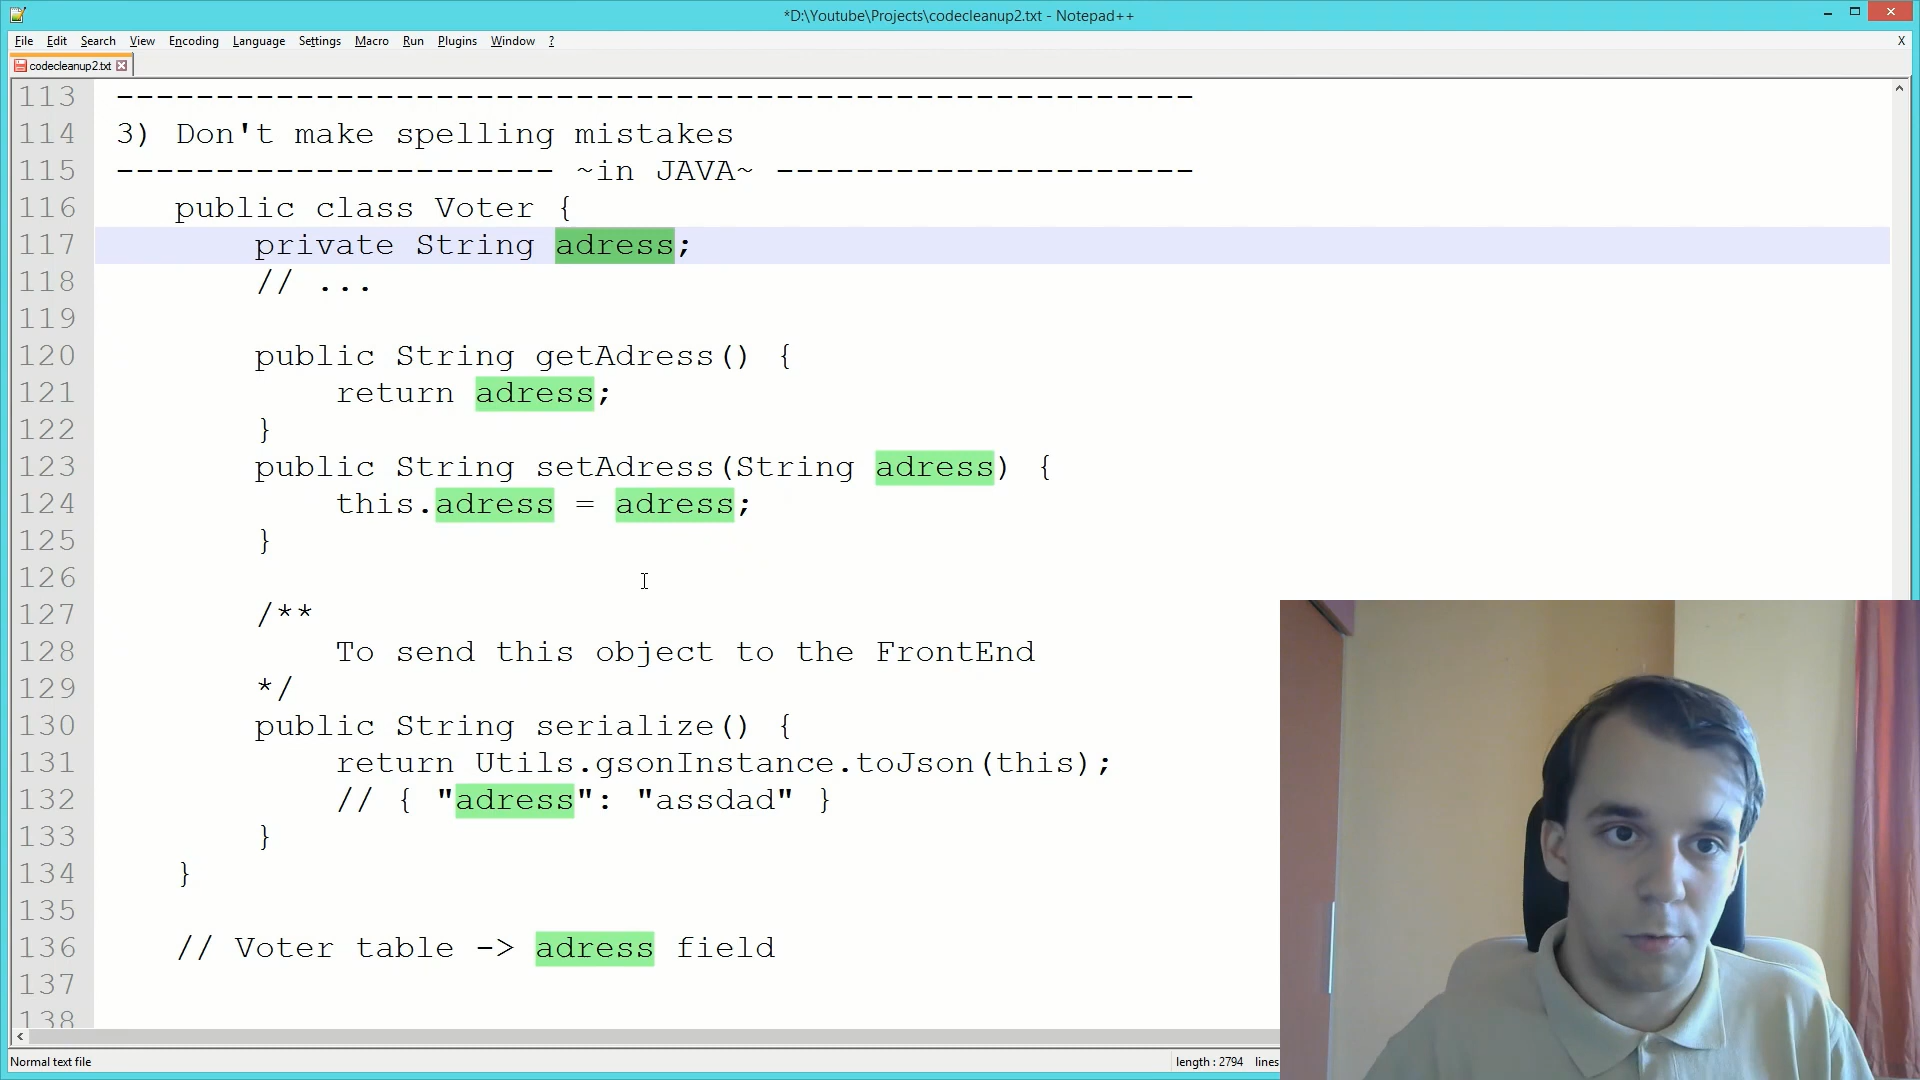 *D:\Youtube\Projects\codecleanup2.txt - Notepad++
File Edit Search View Encoding Language Settings Macro Run Plugins Window ? X
codecleanup2.txt
113 ------------------------------------------------------
114 3) Don't make spelling mistakes
115 ---------------------- ~in JAVA~ ---------------------
116 public class Voter {
117 private String adress;
118 // ...
119
120 public String getAdress() {
121 return adress;
122 }
123 public String setAdress(String adress) {
124 this.adress = adress;
125 }
126
127 /**
128 To send this object to the FrontEnd
129 */
130 public String serialize() {
131 return Utils.gsonInstance.toJson(this);
132 // { "adress": "assdad" }
133 }
134 }
135
136 // Voter table -> adress field
137
138
Normal text file length : 2794 lines